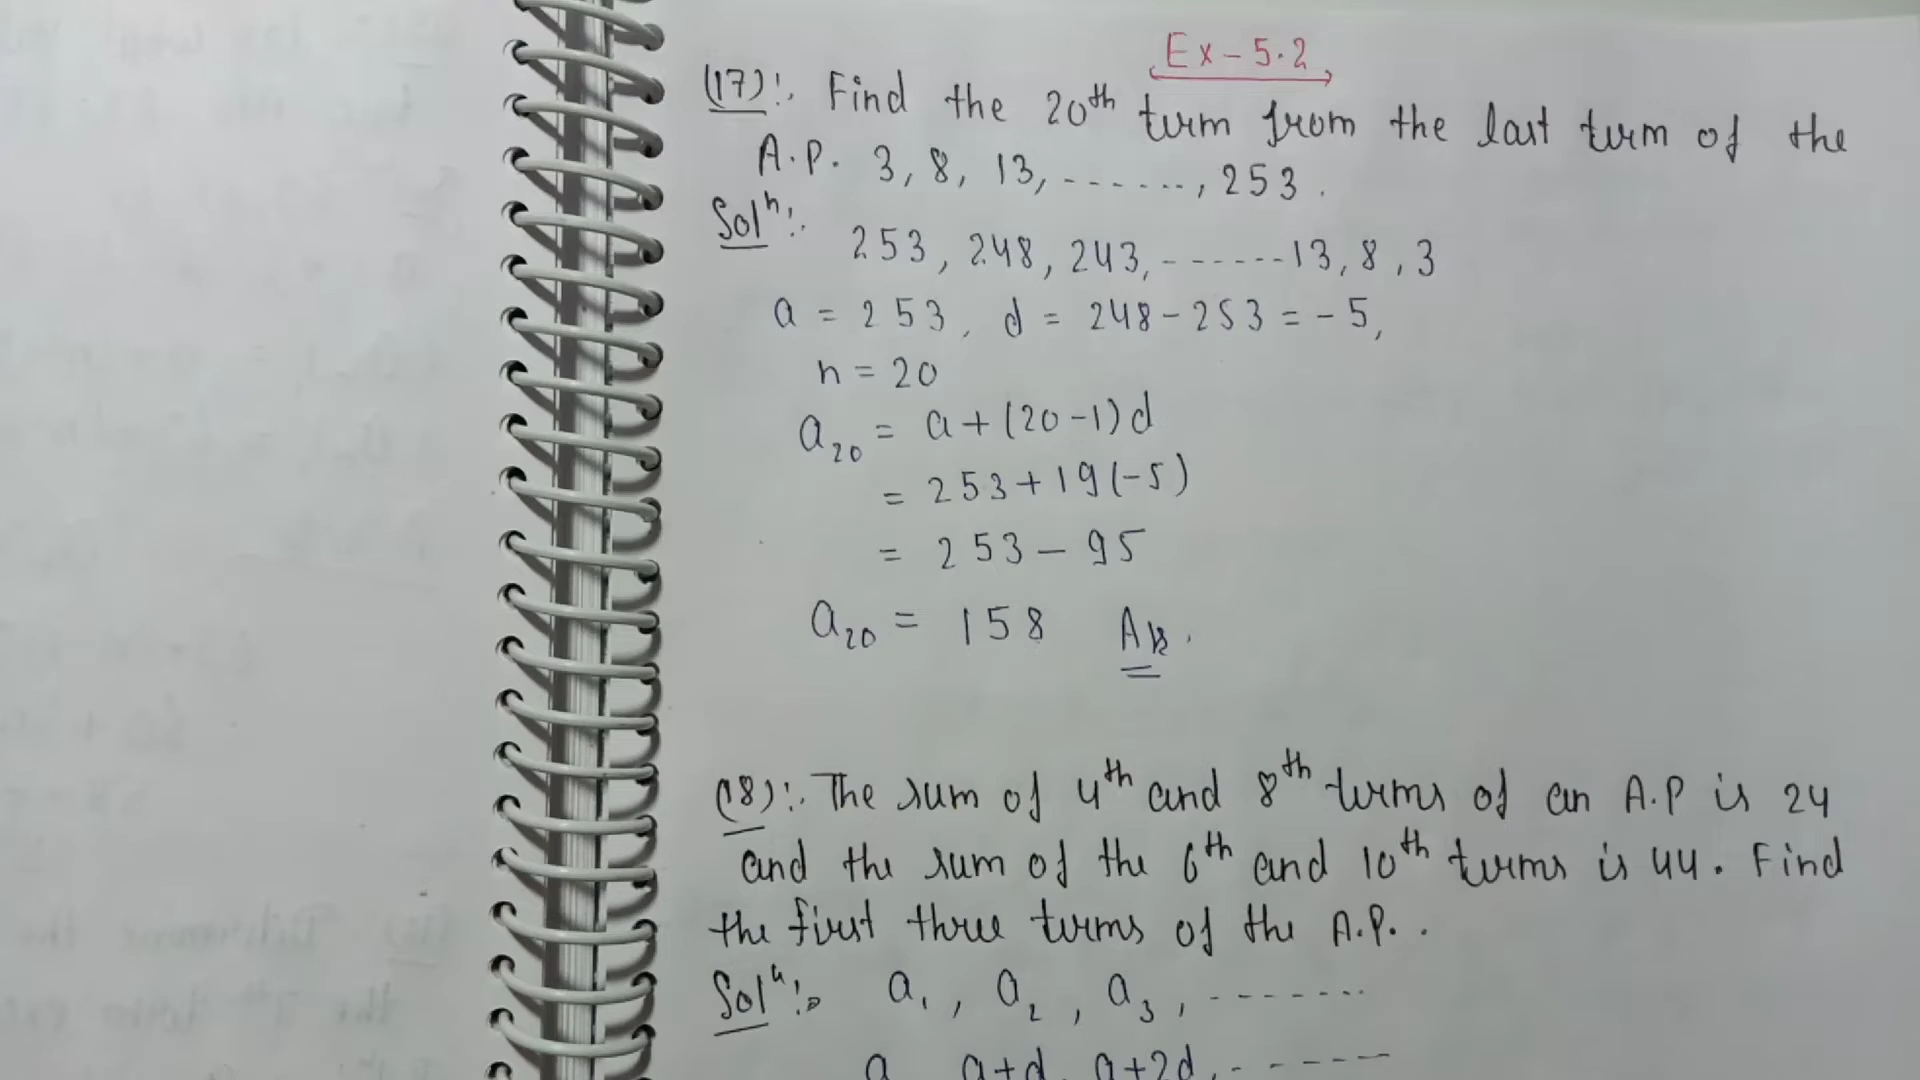 Ex-5.2
(17):. Find the 20th term from the last term of the
A.P. 3, 8, 13, ------, 253.
Solⁿ:. 253, 248, 243, ------13, 8, 3
a = 253, d = 248-253 = -5,
n = 20
a₂₀ = a+(20-1)d
= 253+19(-5)
= 253-95
a₂₀ = 158 Ans.
(18):. The sum of 4th and 8th terms of an A.P is 24
and the sum of the 6th and 10th terms is 44. Find
the first three terms of the A.P..
Solⁿ:. a₁, a₂, a₃, -------
a a+d, a+2d, ------